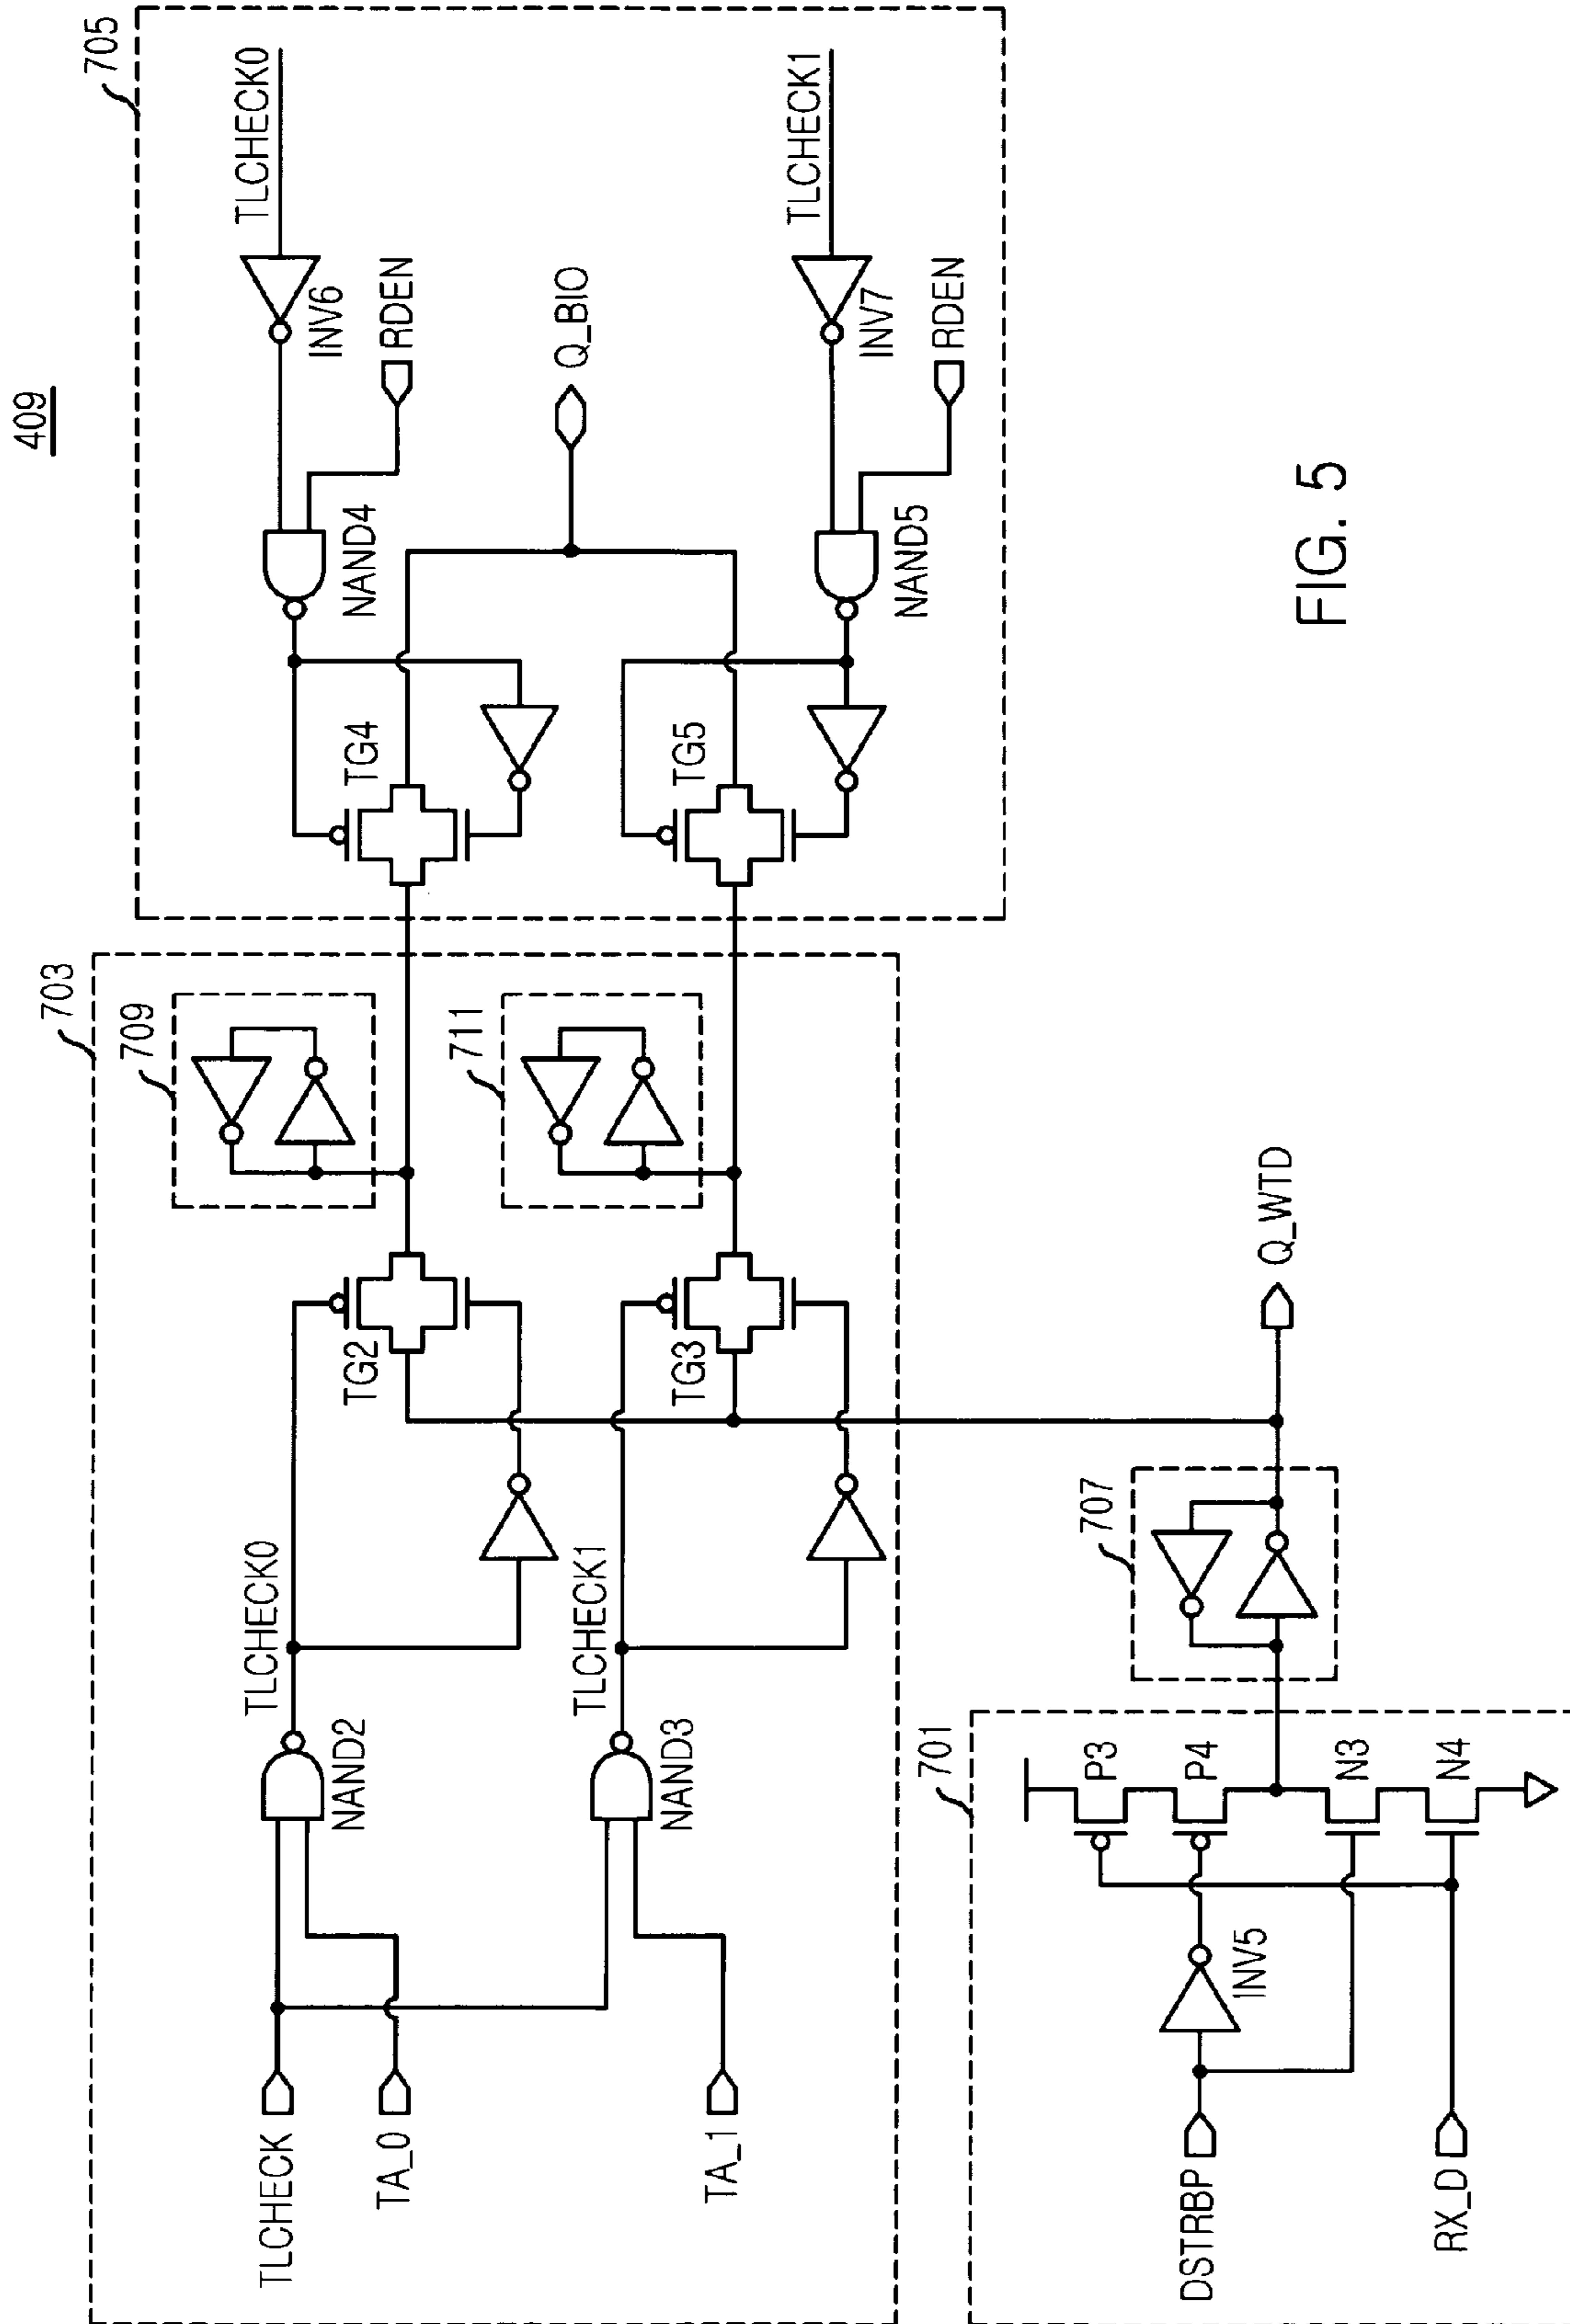 409
705
TLCHECK0
INV6
RDEN
NAND4
TG4
Q_BIO
TLCHECK1
INV7
RDEN
NAND5
TG5
703
709
711
TG2
TG3
TLCHECK0
NAND2
TLCHECK1
NAND3
TLCHECK
TA_0
TA_1
Q_WTD
707
701
P3
P4
N3
N4
INV5
DSTRBP
RX_D
FIG. 5